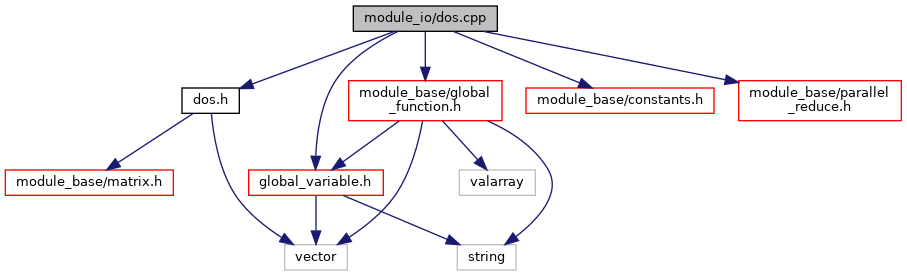 module_io/dos.cpp
dos.h
module_base/global
_function.h
module_base/constants.h
module_base/parallel
_reduce.h
module_base/matrix.h
global_variable.h
valarray
vector
string